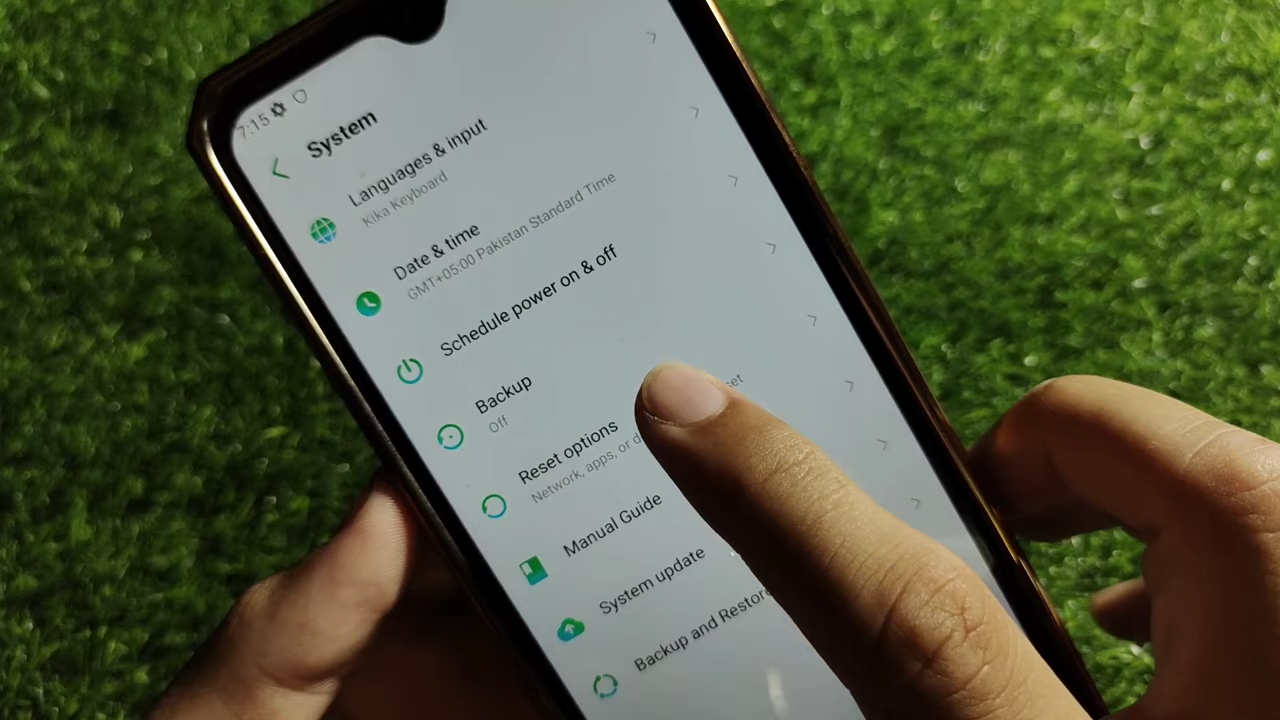 7:15
System
Languages & input
Kika Keyboard
Date & time
GMT+05:00 Pakistan Standard Time
Schedule power on & off
Backup
Off
Reset options
Network, apps, or
Manual Guide
System update
Backup and Restore